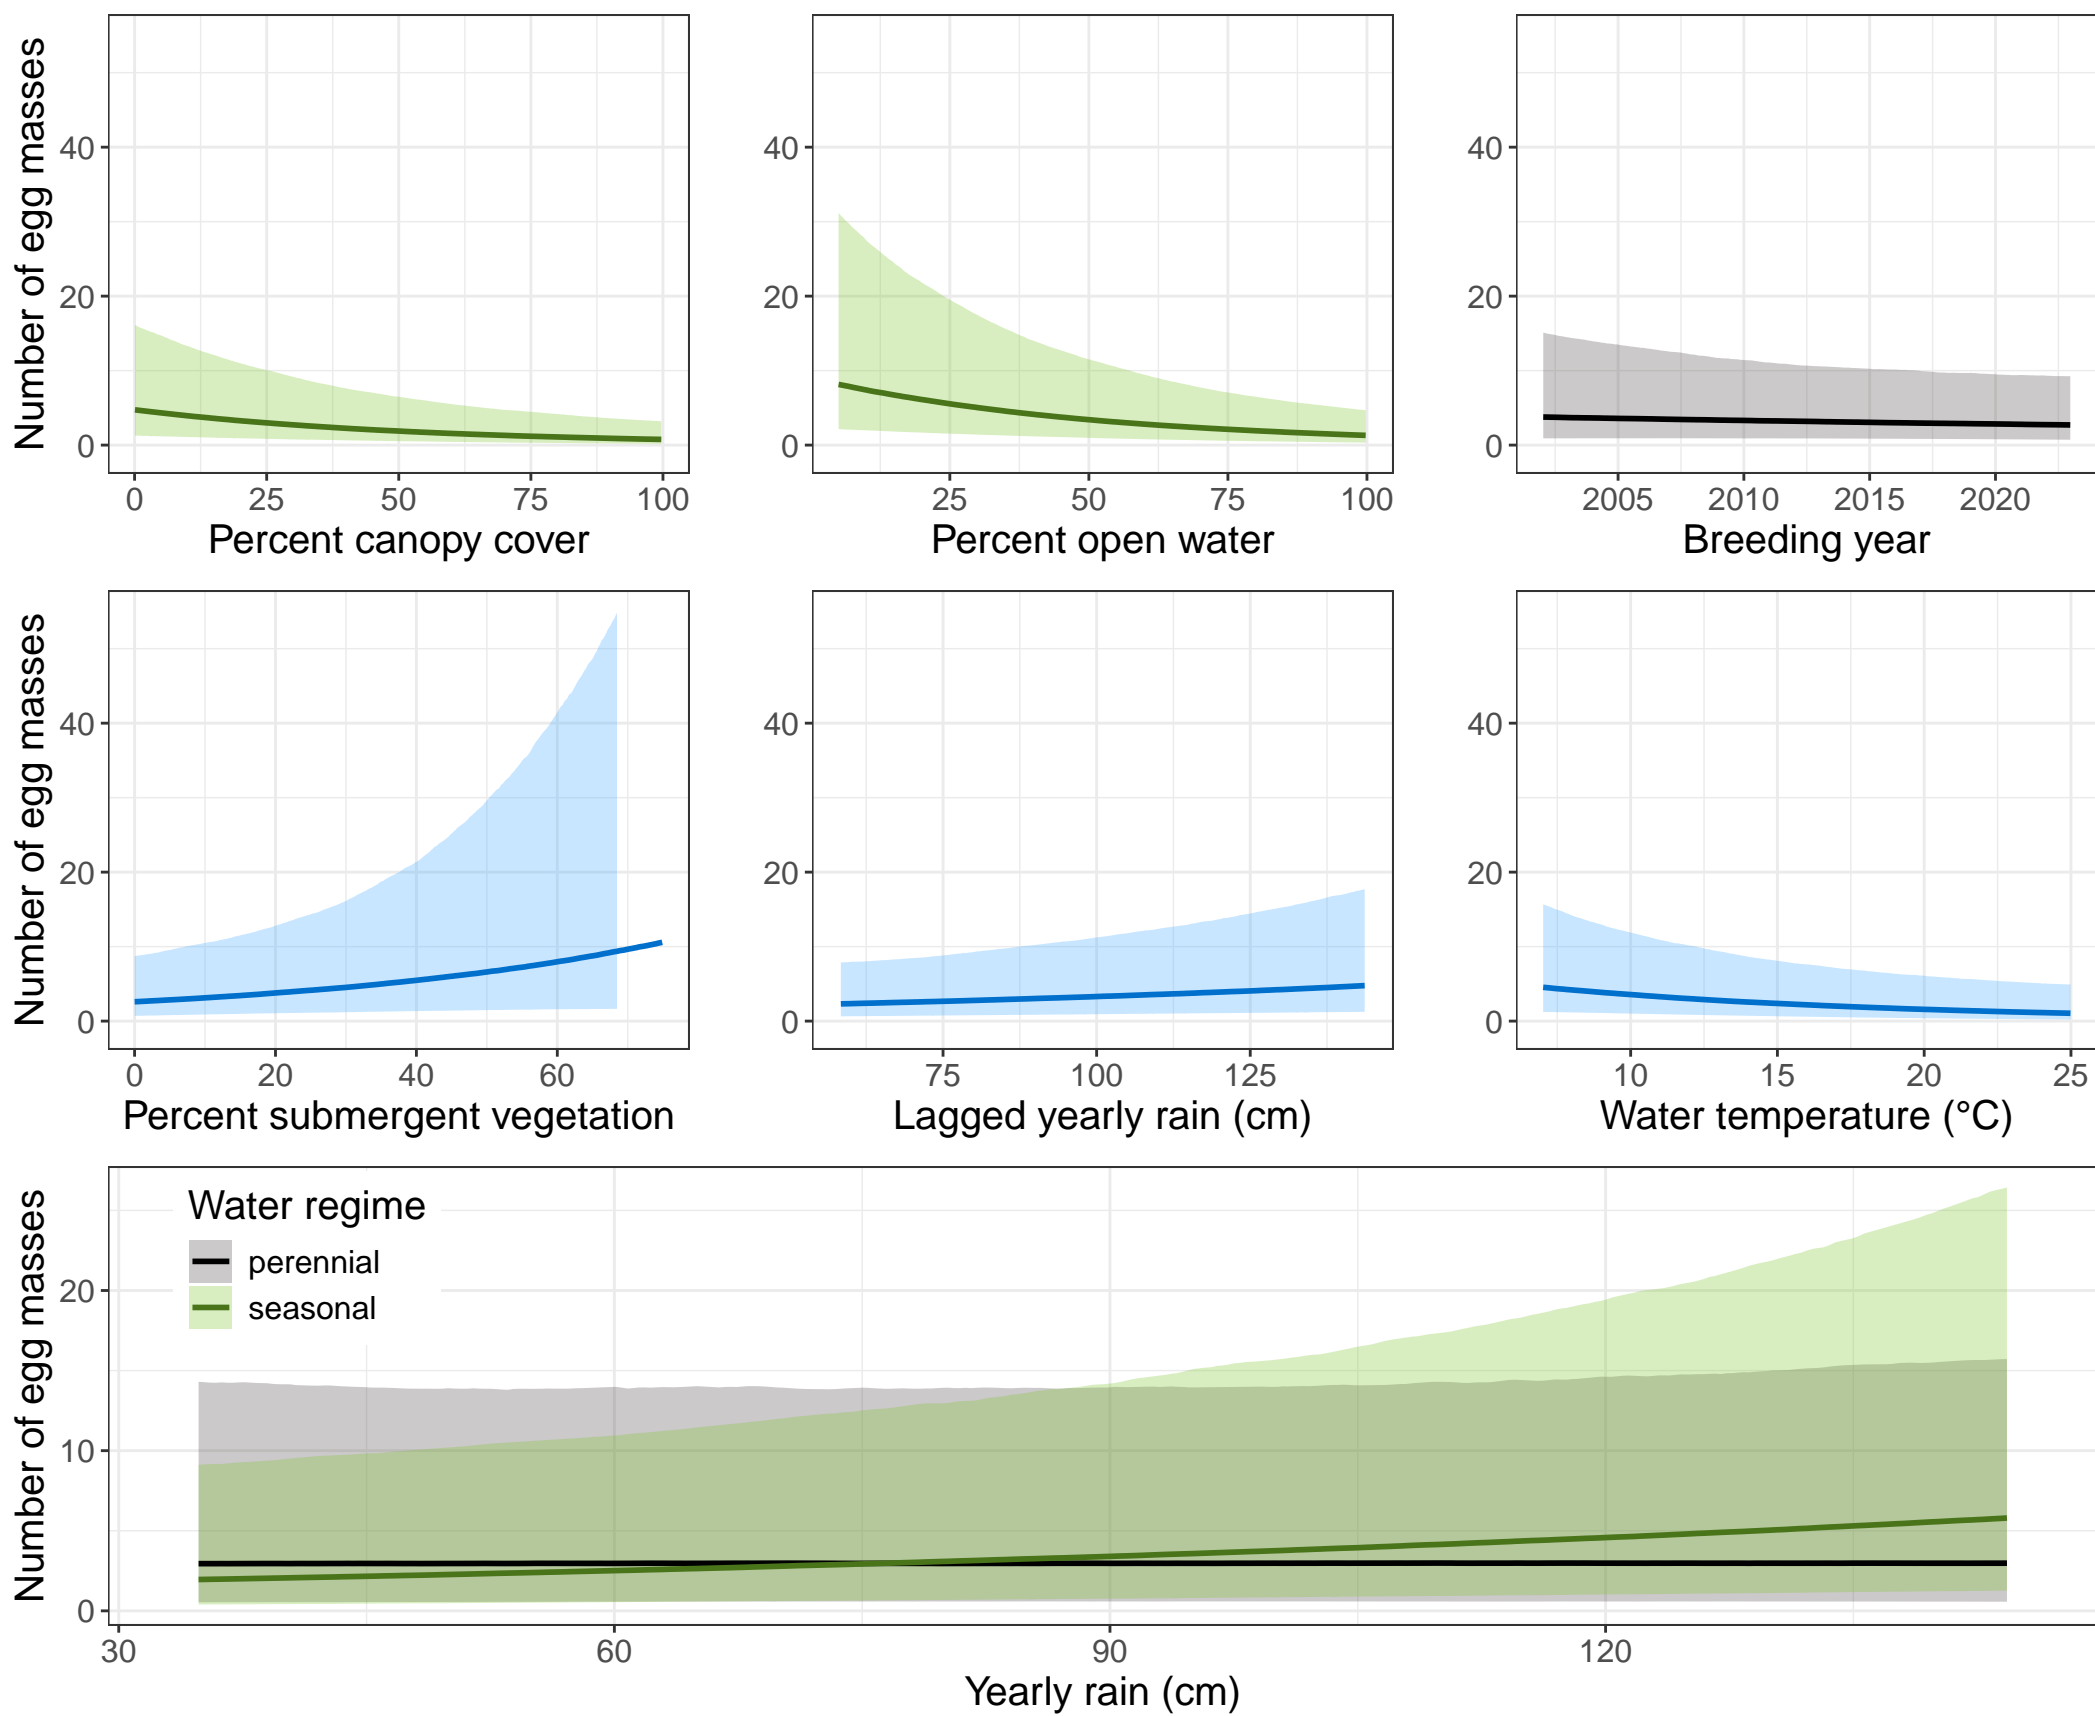 Number of egg masses
40
20
0
0 25 50 75 100
Percent canopy cover
40
20
0
25 50 75 100
Percent open water
40
20
0
2005 2010 2015 2020
Breeding year
Number of egg masses
40
20
0
0 20 40 60
Percent submergent vegetation
40
20
0
75 100 125
Lagged yearly rain (cm)
40
20
0
10 15 20 25
Water temperature (°C)
Number of egg masses
20
10
0
Water regime
perennial
seasonal
30 60 90 120
Yearly rain (cm)